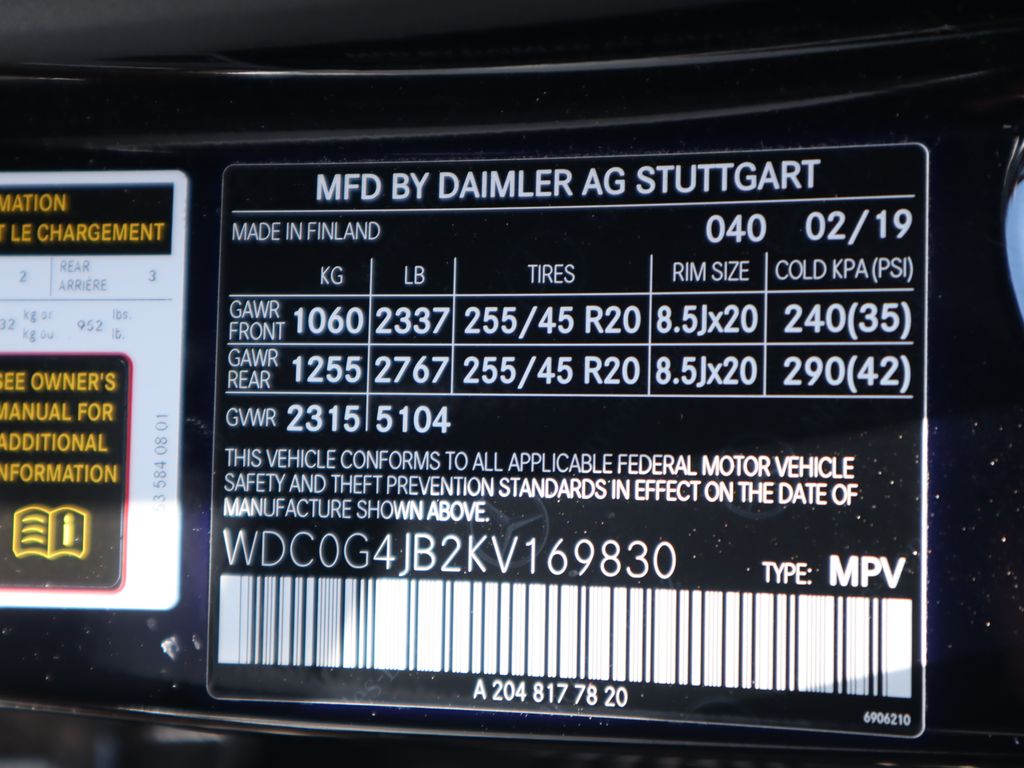 MATION
T LE CHARGEMENT
2 REAR ARRIÈRE 3
32 kg or kg ou 952 lbs. lb.
SEE OWNER'S
MANUAL FOR
ADDITIONAL
INFORMATION
584 08 01
MFD BY DAIMLER AG STUTTGART
MADE IN FINLAND 040 02/19
KG LB TIRES RIM SIZE COLD KPA (PSI)
GAWR FRONT 1060 2337 255/45 R20 8.5Jx20 240(35)
GAWR REAR 1255 2767 255/45 R20 8.5Jx20 290(42)
GVWR 2315 5104
THIS VEHICLE CONFORMS TO ALL APPLICABLE FEDERAL MOTOR VEHICLE
SAFETY AND THEFT PREVENTION STANDARDS IN EFFECT ON THE DATE OF
MANUFACTURE SHOWN ABOVE.
WDC0G4JB2KV169830 TYPE: MPV
A 204 817 78 20
6906210